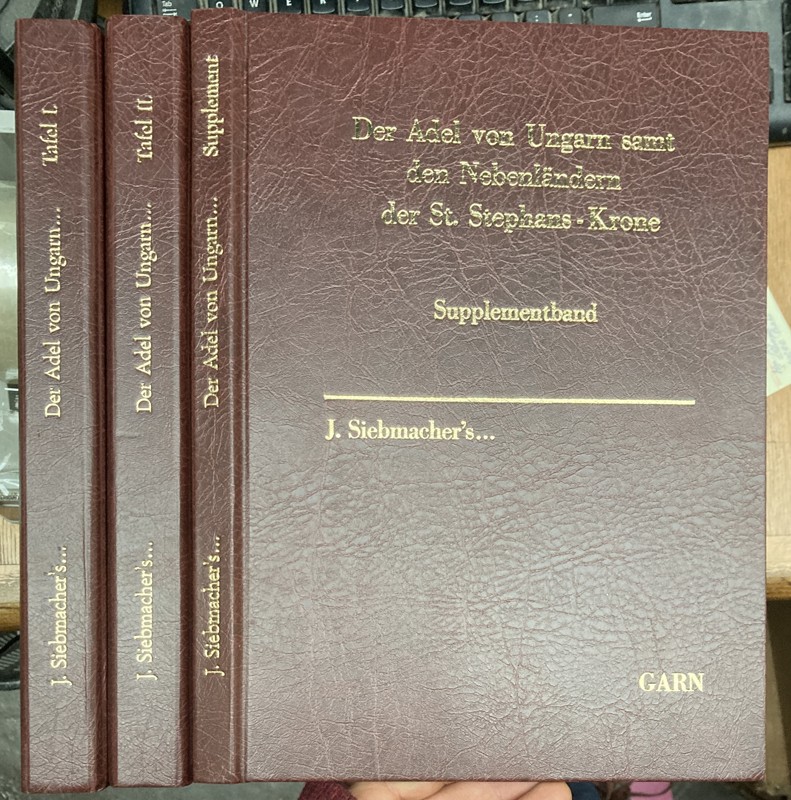 J. Siebmacher's... Der Adel von Ungarn... Tafel I.
J. Siebmacher's... Der Adel von Ungarn... Tafel II.
J. Siebmacher's... Der Adel von Ungarn... Supplement
Der Adel von Ungarn samt
den Nebenländern
der St. Stephans-Krone
Supplementband
J. Siebmacher's...
GARN